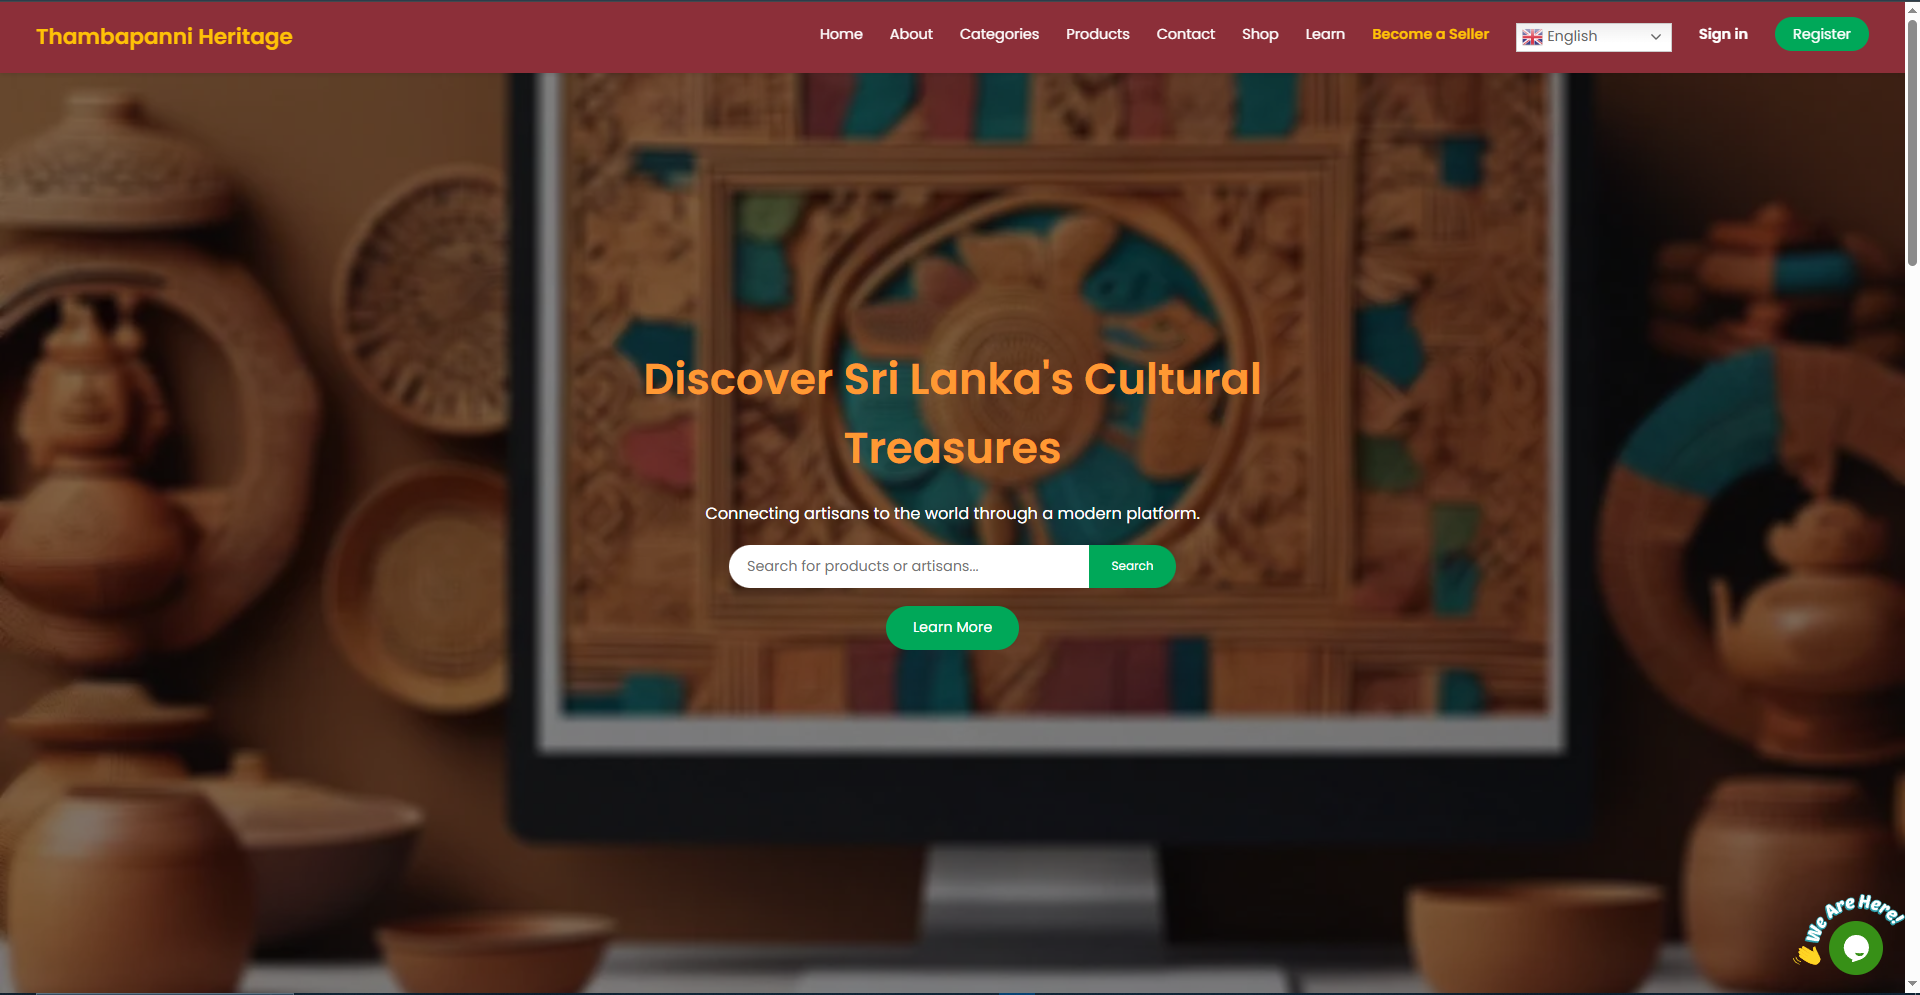 Thambapanni Heritage
Home About Categories Products Contact Shop Learn Become a Seller English Sign in Register
Discover Sri Lanka's Cultural
Treasures
Connecting artisans to the world through a modern platform.
Search for products or artisans... Search
Learn More
We Are Here!